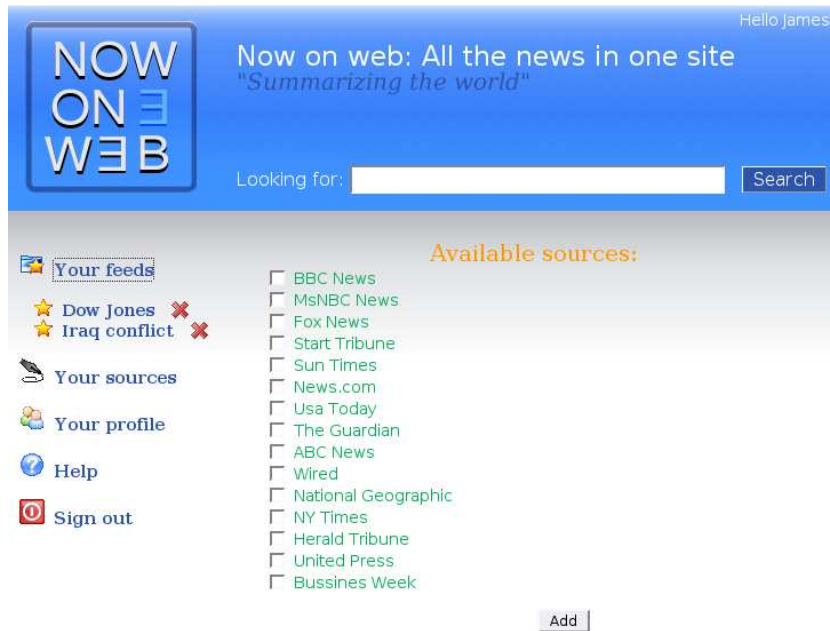 Hello James
NOW
ON E
WEB
Now on web: All the news in one site
"Summarizing the world"
Looking for:
Search
Your feeds
Dow Jones
Iraq conflict
Your sources
Your profile
Help
Sign out
Available sources:
BBC News
MsNBC News
Fox News
Start Tribune
Sun Times
News.com
Usa Today
The Guardian
ABC News
Wired
National Geographic
NY Times
Herald Tribune
United Press
Bussines Week
Add